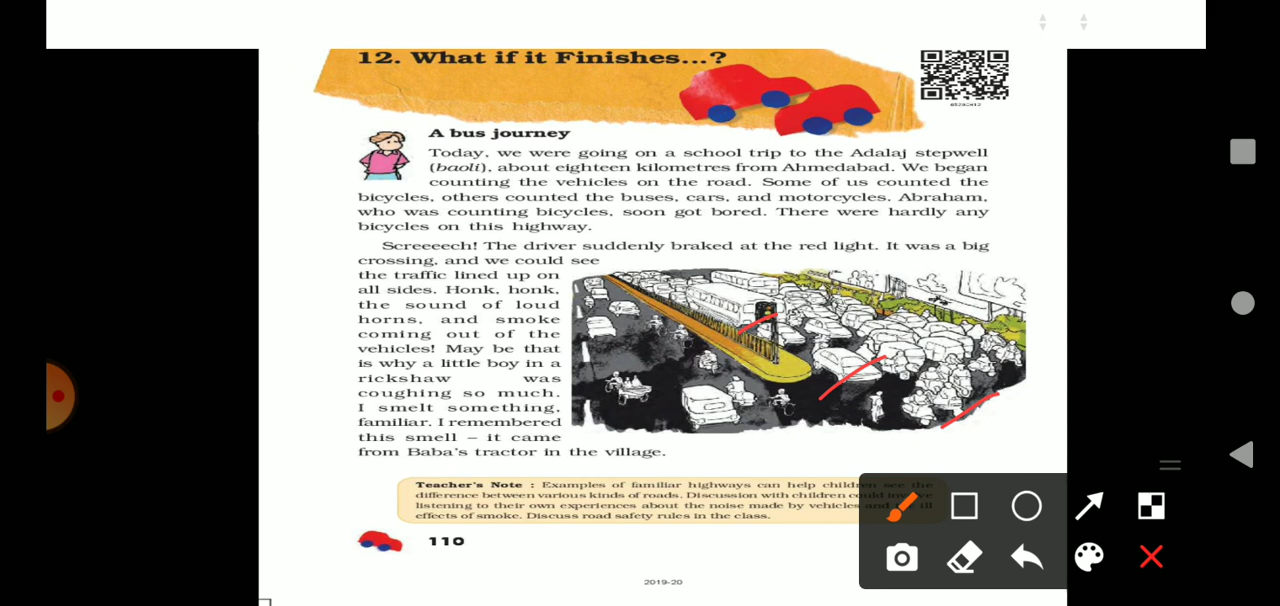 12. What if it Finishes...?
A bus journey
Today, we were going on a school trip to the Adalaj stepwell
(baoli), about eighteen kilometres from Ahmedabad. We began
counting the vehicles on the road. Some of us counted the
bicycles, others counted the buses, cars, and motorcycles. Abraham,
who was counting bicycles, soon got bored. There were hardly any
bicycles on this highway.
Screeeech! The driver suddenly braked at the red light. It was a big
crossing, and we could see
the traffic lined up on
all sides. Honk, honk,
the sound of loud
horns, and smoke
coming out of the
vehicles! May be that
is why a little boy in a
rickshaw was
coughing so much.
I smelt something,
familiar. I remembered
this smell – it came
from Baba's tractor in the village.
Teacher's Note : Examples of familiar highways can help children see the
difference between various kinds of roads. Discussion with children could
listening to their own experiences about the noise made by vehicles and ill
effects of smoke. Discuss road safety rules in the class.
110
2019-20